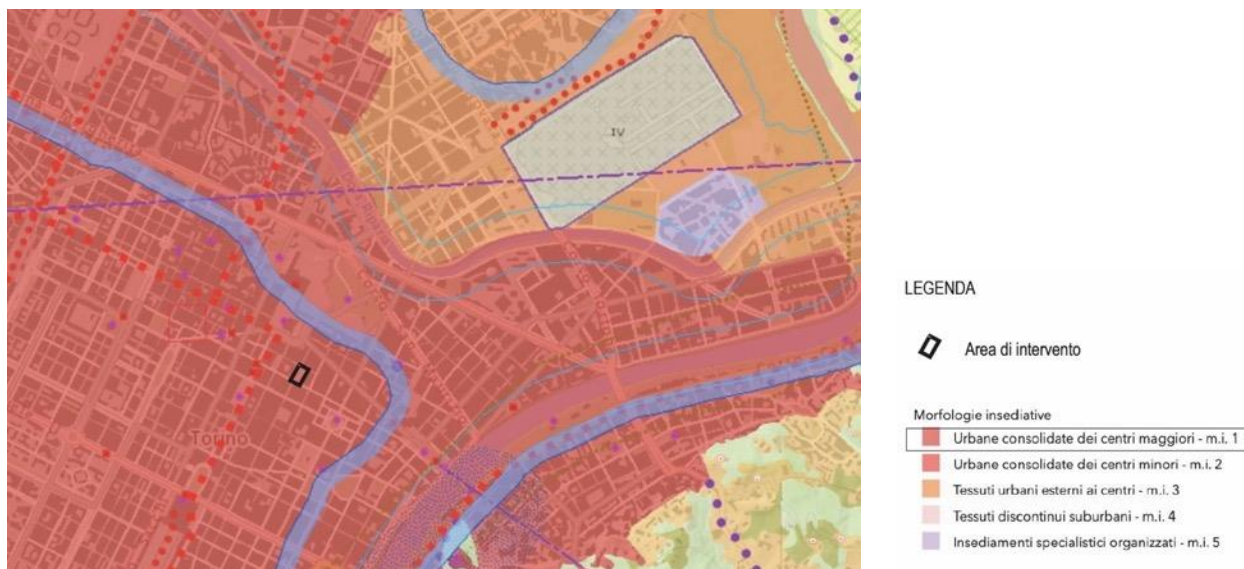 IV
Torino
LEGENDA
Area di intervento
Morfologie insediative
Urbane consolidate dei centri maggiori - m.i. 1
Urbane consolidate dei centri minori - m.i. 2
Tessuti urbani esterni ai centri - m.i. 3
Tessuti discontinui suburbani - m.i. 4
Insediamenti specialistici organizzati - m.i. 5